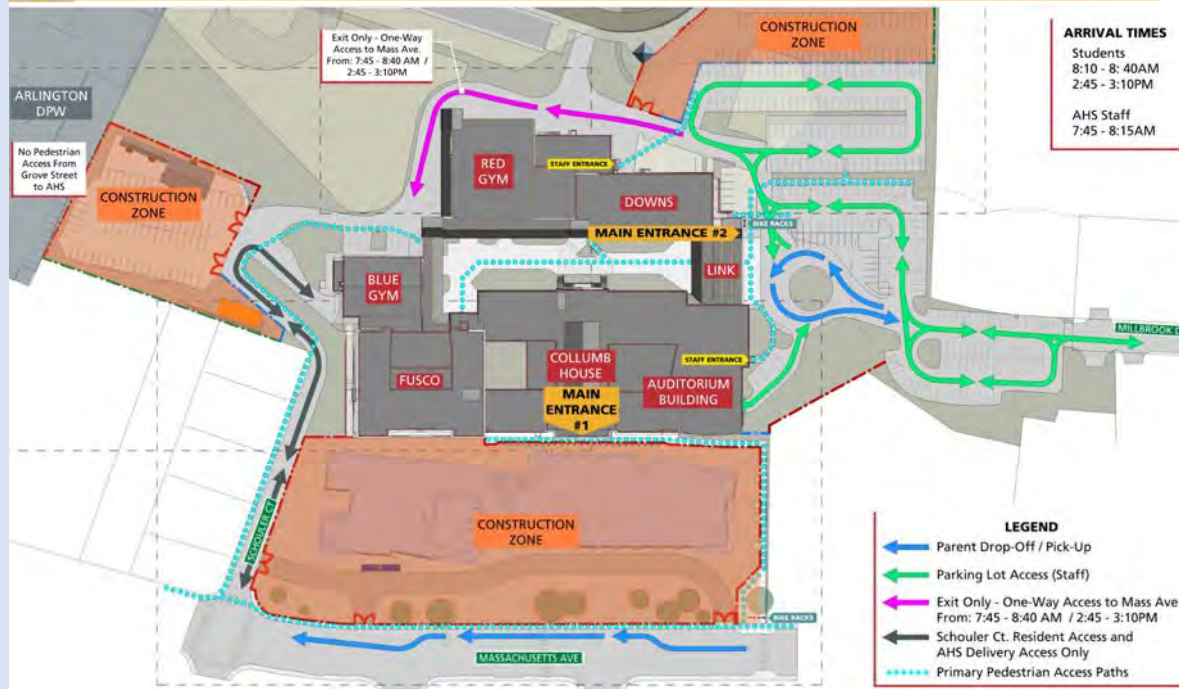 Exit Only - One-Way
Access to Mass Ave.
From: 7:45 - 8:40 AM /
2:45 - 3:10PM
CONSTRUCTION
ZONE
ARRIVAL TIMES
Students
8:10 - 8: 40AM
2:45 - 3:10PM
AHS Staff
7:45 - 8:15AM
ARLINGTON
DPW
No Pedestrian
Access From
Grove Street
to AHS
CONSTRUCTION
ZONE
RED
GYM
STAFF ENTRANCE
DOWNS
BIKE RACKS
MAIN ENTRANCE #2
LINK
BLUE
GYM
MILLBROOK D
FUSCO
COLLUMB
HOUSE
STAFF ENTRANCE
AUDITORIUM
BUILDING
MAIN
ENTRANCE
#1
CONSTRUCTION
ZONE
SCHOULER CT
BIKE RACKS
MASSACHUSETTS AVE
LEGEND
Parent Drop-Off / Pick-Up
Parking Lot Access (Staff)
Exit Only - One-Way Access to Mass Ave
From: 7:45 - 8:40 AM / 2:45 - 3:10PM
Schouler Ct. Resident Access and
AHS Delivery Access Only
Primary Pedestrian Access Paths